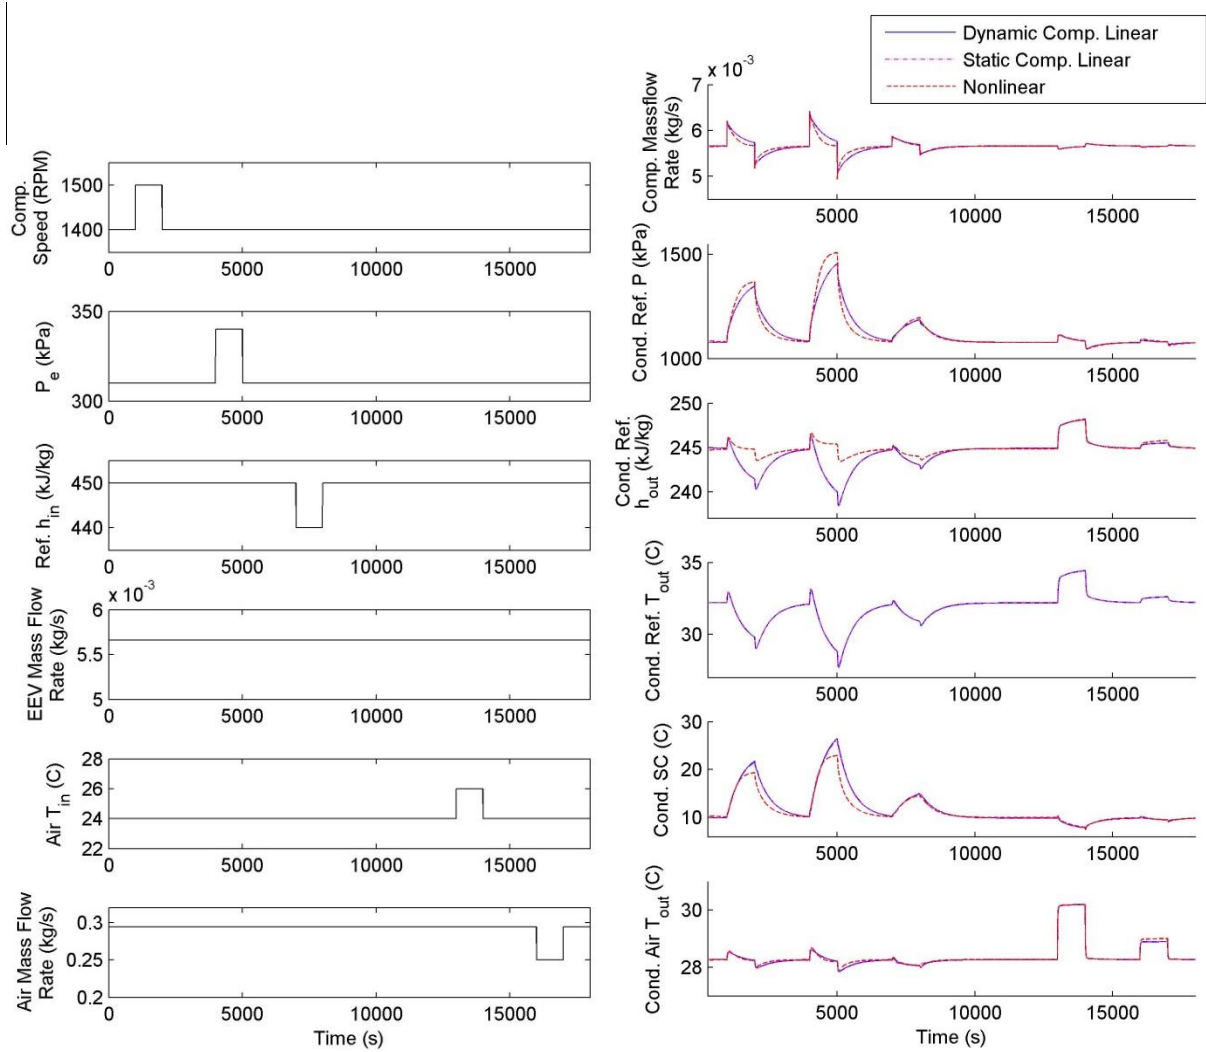 Dynamic Comp. Linear
Static Comp. Linear
Nonlinear
Comp.
Speed (RPM)
1500
1400
0 5000 10000 15000
P_e (kPa)
350
300
0 5000 10000 15000
Ref. h_in (kJ/kg)
450
440
0 5000 10000 15000
EEV Mass Flow
Rate (kg/s)
x 10^-3
6
5.5
5
0 5000 10000 15000
Air T_in (C)
28
26
24
22
0 5000 10000 15000
Air Mass Flow
Rate (kg/s)
0.3
0.25
0.2
0 5000 10000 15000
Time (s)
Comp. Massflow
Rate (kg/s)
x 10^-3
7
6
5
5000 10000 15000
Cond. Ref. P (kPa)
1500
1000
5000 10000 15000
Cond. Ref.
h_out (kJ/kg)
250
245
240
5000 10000 15000
Cond. Ref. T_out (C)
35
30
5000 10000 15000
Cond. SC (C)
30
20
10
5000 10000 15000
Cond. Air T_out (C)
30
28
5000 10000 15000
Time (s)